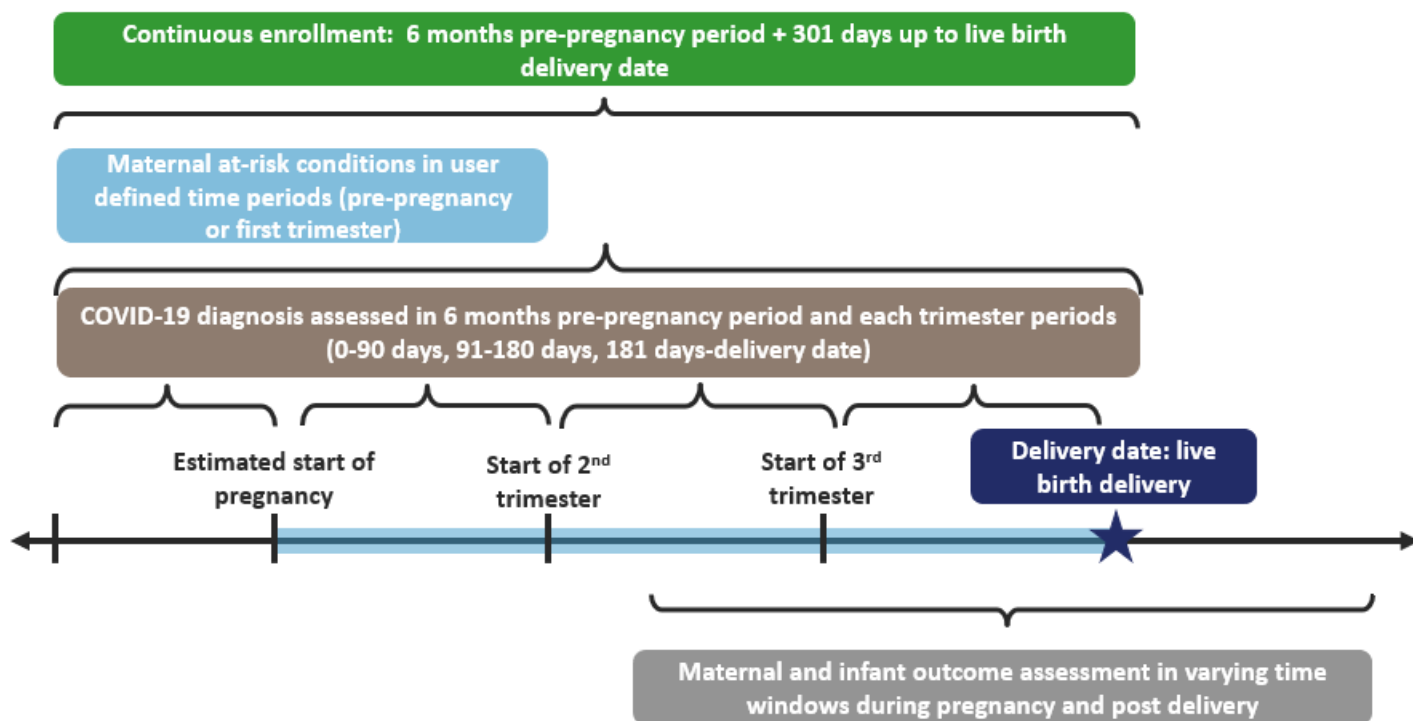 Continuous enrollment:  6 months pre-pregnancy period + 301 days up to live birth
delivery date
Maternal at-risk conditions in user
defined time periods (pre-pregnancy
or first trimester)
COVID-19 diagnosis assessed in 6 months pre-pregnancy period and each trimester periods
(0-90 days, 91-180 days, 181 days-delivery date)
Estimated start of
pregnancy
Start of 2nd
trimester
Start of 3rd
trimester
Delivery date: live
birth delivery
Maternal and infant outcome assessment in varying time
windows during pregnancy and post delivery